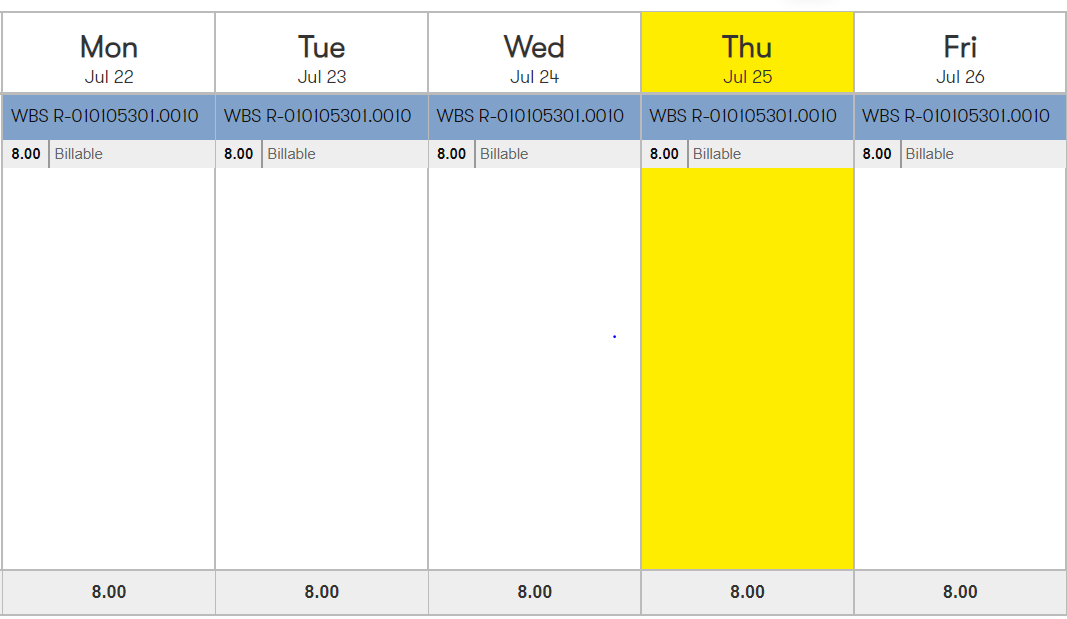 Mon Tue Wed Thu Fri
Jul 22 Jul 23 Jul 24 Jul 25 Jul 26
WBS R-010105301.0010 WBS R-010105301.0010 WBS R-010105301.0010 WBS R-010105301.0010 WBS R-010105301.0010
8.00 Billable 8.00 Billable 8.00 Billable 8.00 Billable 8.00 Billable
8.00 8.00 8.00 8.00 8.00